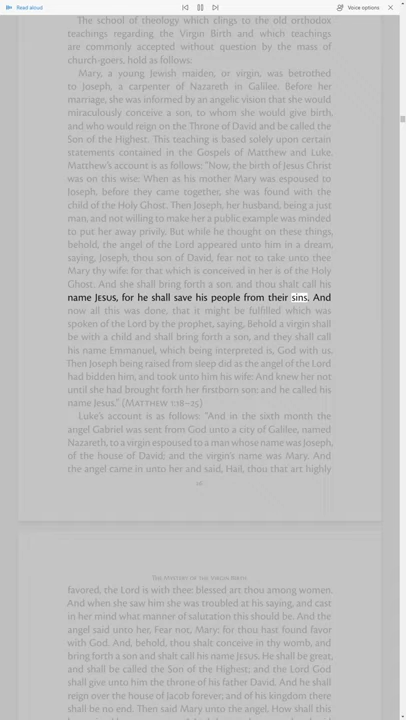 Read aloud
Voice options
The school of theology which clings to the old orthodox
teachings regarding the Virgin Birth and which teachings
are commonly accepted without question by the mass of
church-goers, hold as follows:
Mary, a young Jewish maiden, or virgin, was betrothed
to Joseph, a carpenter of Nazareth in Galilee. Before her
marriage, she was informed by an angelic vision that she would
miraculously conceive a son, to whom she would give birth,
and who would reign on the Throne of David and be called the
Son of the Highest. This teaching is based solely upon certain
statements contained in the Gospels of Matthew and Luke.
Matthew's account is as follows: "Now, the birth of Jesus Christ
was on this wise: When as his mother Mary was espoused to
Joseph, before they came together, she was found with the
child of the Holy Ghost. Then Joseph, her husband, being a just
man, and not willing to make her a public example was minded
to put her away privily. But while he thought on these things,
behold, the angel of the Lord appeared unto him in a dream,
saying, Joseph, thou son of David, fear not to take unto thee
Mary thy wife: for that which is conceived in her is of the Holy
Ghost. And she shall bring forth a son, and thou shalt call his
name Jesus, for he shall save his people from their sins. And
now all this was done, that it might be fulfilled which was
spoken of the Lord by the prophet, saying, Behold a virgin shall
be with a child and shall bring forth a son, and they shall call
his name Emmanuel, which being interpreted is, God with us.
Then Joseph being raised from sleep did as the angel of the Lord
had bidden him, and took unto him his wife: And knew her not
until she had brought forth her firstborn son: and he called his
name Jesus." (Matthew 1:18–25)
Luke's account is as follows: "And in the sixth month the
angel Gabriel was sent from God unto a city of Galilee, named
Nazareth, to a virgin espoused to a man whose name was Joseph,
of the house of David; and the virgin's name was Mary. And
the angel came in unto her and said, Hail, thou that art highly
The Mystery of the Virgin Birth
favored, the Lord is with thee: blessed art thou among women.
And when she saw him she was troubled at his saying, and cast
in her mind what manner of salutation this should be. And the
angel said unto her, Fear not, Mary: for thou hast found favor
with God. And, behold, thou shalt conceive in thy womb, and
bring forth a son and shalt call his name Jesus. He shall be great,
and shall be called the Son of the Highest; and the Lord God
shall give unto him the throne of his father David. And he shall
reign over the house of Jacob forever; and of his kingdom there
shall be no end. Then said Mary unto the angel, How shall this